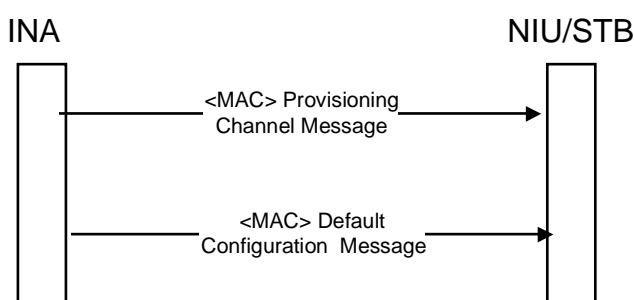 INA
NIU/STB
<MAC> Provisioning
Channel Message
<MAC> Default
Configuration Message